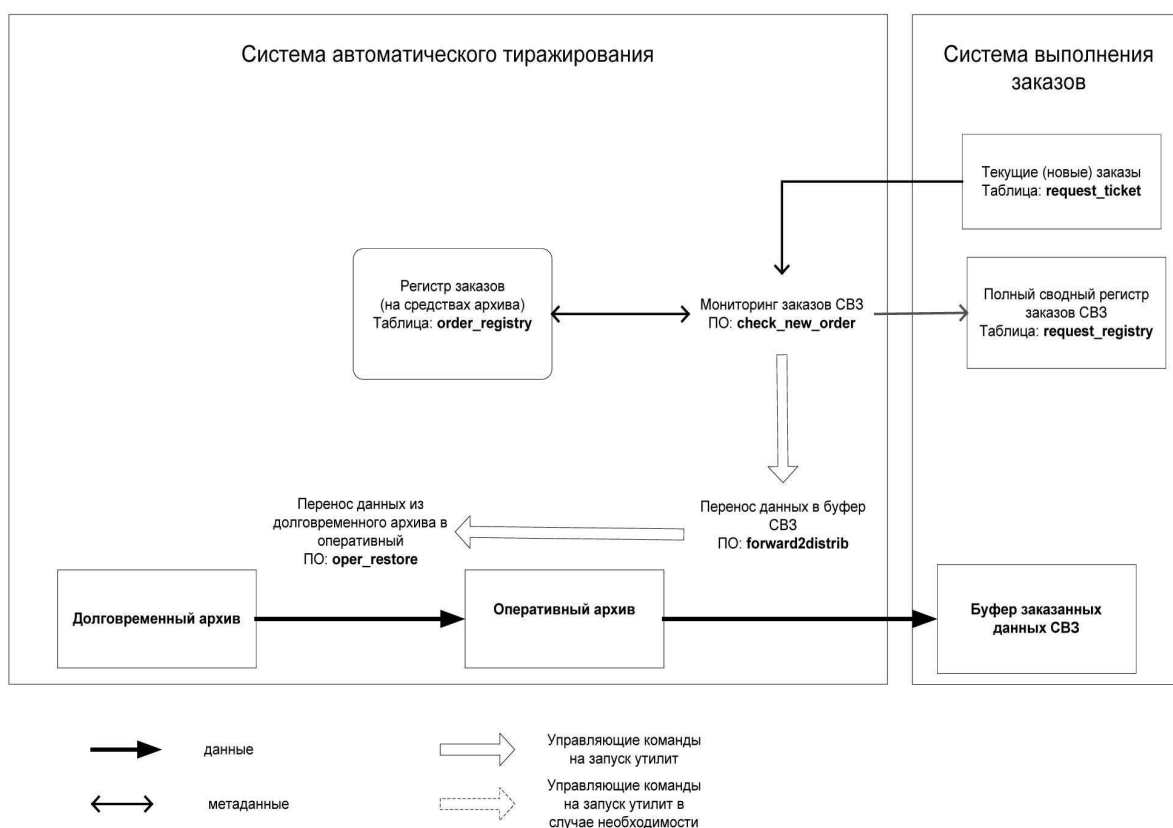 Система автоматического тиражирования
Система выполнения
заказов
Текущие (новые) заказы
Таблица: request_ticket
Регистр заказов
(на средствах архива)
Таблица: order_registry
Мониторинг заказов СВЗ
ПО: check_new_order
Полный сводный регистр
заказов СВЗ
Таблица: request_registry
Перенос данных из
долговременного архива в
оперативный
ПО: oper_restore
Перенос данных в буфер
СВЗ
ПО: forward2distrib
Долговременный архив
Оперативный архив
Буфер заказанных
данных СВЗ
данные
Управляющие команды
на запуск утилит
метаданные
Управляющие команды
на запуск утилит в
случае необходимости